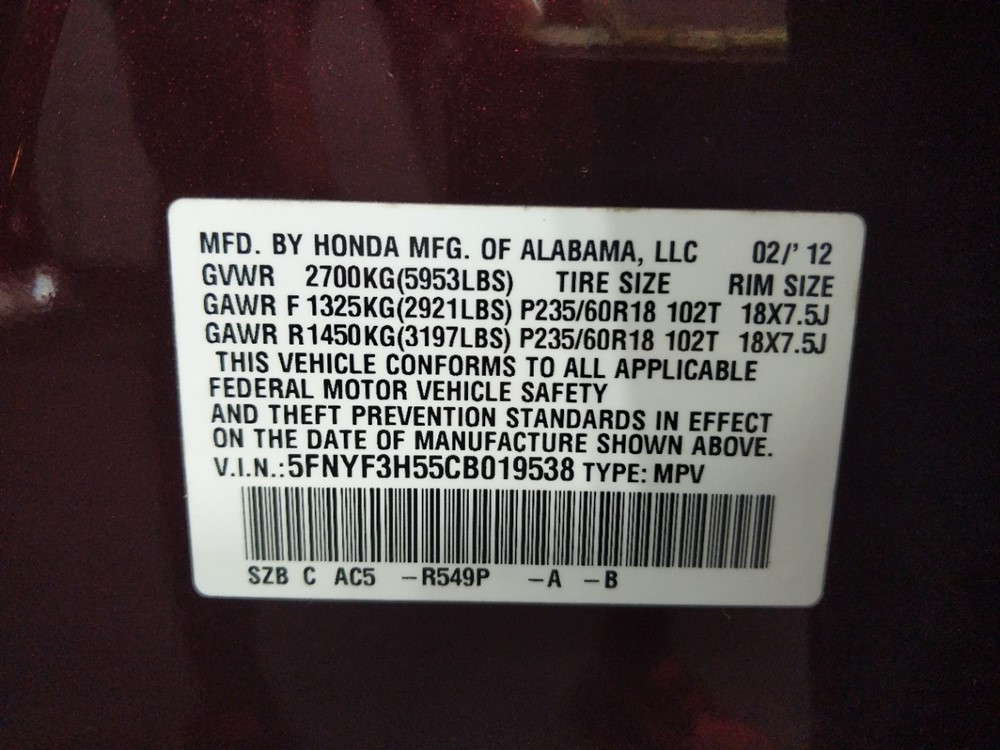 MFD. BY HONDA MFG. OF ALABAMA, LLC 02/' 12
GVWR 2700KG(5953LBS) TIRE SIZE RIM SIZE
GAWR F 1325KG(2921LBS) P235/60R18 102T 18X7.5J
GAWR R1450KG(3197LBS) P235/60R18 102T 18X7.5J
THIS VEHICLE CONFORMS TO ALL APPLICABLE
FEDERAL MOTOR VEHICLE SAFETY
AND THEFT PREVENTION STANDARDS IN EFFECT
ON THE DATE OF MANUFACTURE SHOWN ABOVE.
V.I.N.:5FNYF3H55CB019538 TYPE: MPV
SZB C AC5 –R549P –A –B